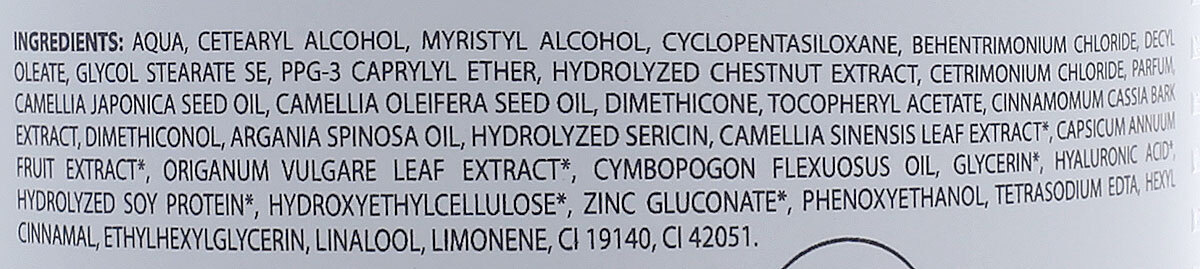 INGREDIENTS: AQUA, CETEARYL ALCOHOL, MYRISTYL ALCOHOL, CYCLOPENTASILOXANE, BEHENTRIMONIUM CHLORIDE, DECYL
OLEATE, GLYCOL STEARATE SE, PPG-3 CAPRYLYL ETHER, HYDROLYZED CHESTNUT EXTRACT, CETRIMONIUM CHLORIDE, PARFUM,
CAMELLIA JAPONICA SEED OIL, CAMELLIA OLEIFERA SEED OIL, DIMETHICONE, TOCOPHERYL ACETATE, CINNAMOMUM CASSIA BARK
EXTRACT, DIMETHICONOL, ARGANIA SPINOSA OIL, HYDROLYZED SERICIN, CAMELLIA SINENSIS LEAF EXTRACT*, CAPSICUM ANNUUM
FRUIT EXTRACT*, ORIGANUM VULGARE LEAF EXTRACT*, CYMBOPOGON FLEXUOSUS OIL, GLYCERIN*, HYALURONIC ACID*,
HYDROLYZED SOY PROTEIN*, HYDROXYETHYLCELLULOSE*, ZINC GLUCONATE*, PHENOXYETHANOL, TETRASODIUM EDTA, HEXYL
CINNAMAL, ETHYLHEXYLGLYCERIN, LINALOOL, LIMONENE, CI 19140, CI 42051.